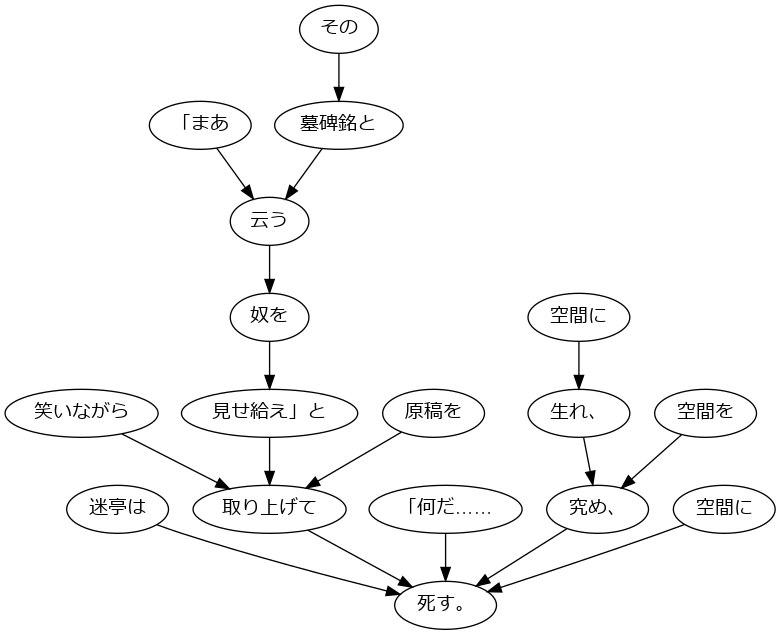 その
「まあ
墓碑銘と
云う
奴を
空間に
笑いながら
見せ給え」と
原稿を
生れ、
空間を
迷亭は
取り上げて
「何だ……
究め、
空間に
死す。